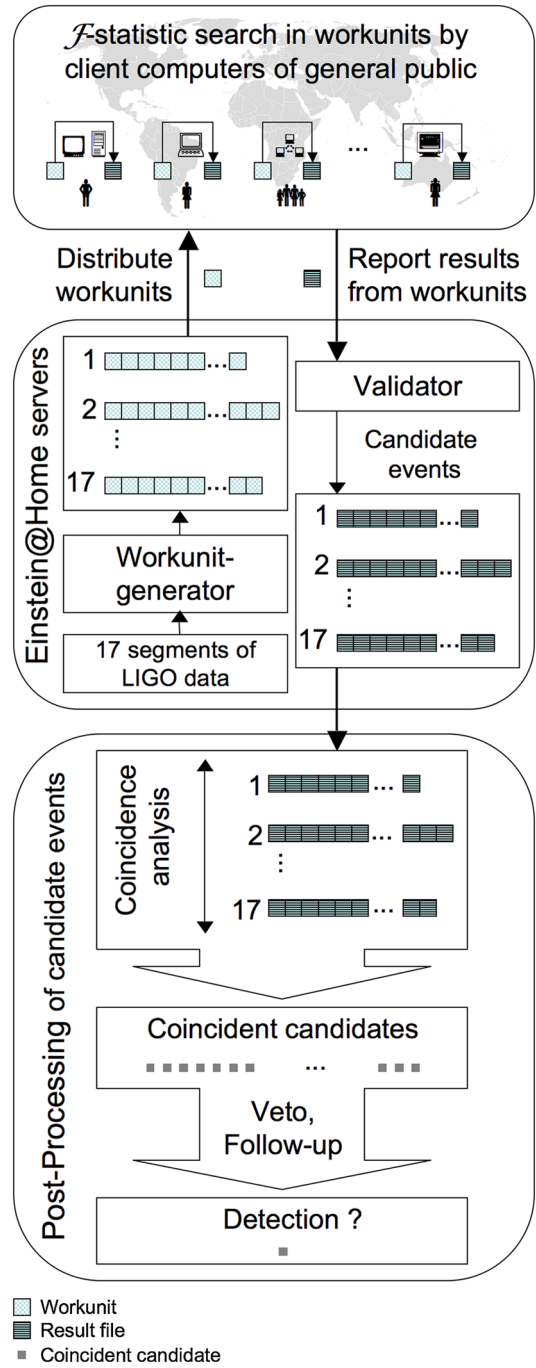 ℱ-statistic search in workunits by
client computers of general public
...
Distribute
workunits
Report results
from workunits
Einstein@Home servers
1 ...
2 ...
⋮
17 ...
Workunit-
generator
17 segments of
LIGO data
Validator
Candidate
events
1 ...
2 ...
⋮
17 ...
Post-Processing of candidate events
Coincidence
analysis
1 ...
2 ...
⋮
17 ...
Coincident candidates
...
Veto,
Follow-up
Detection ?
Workunit
Result file
Coincident candidate